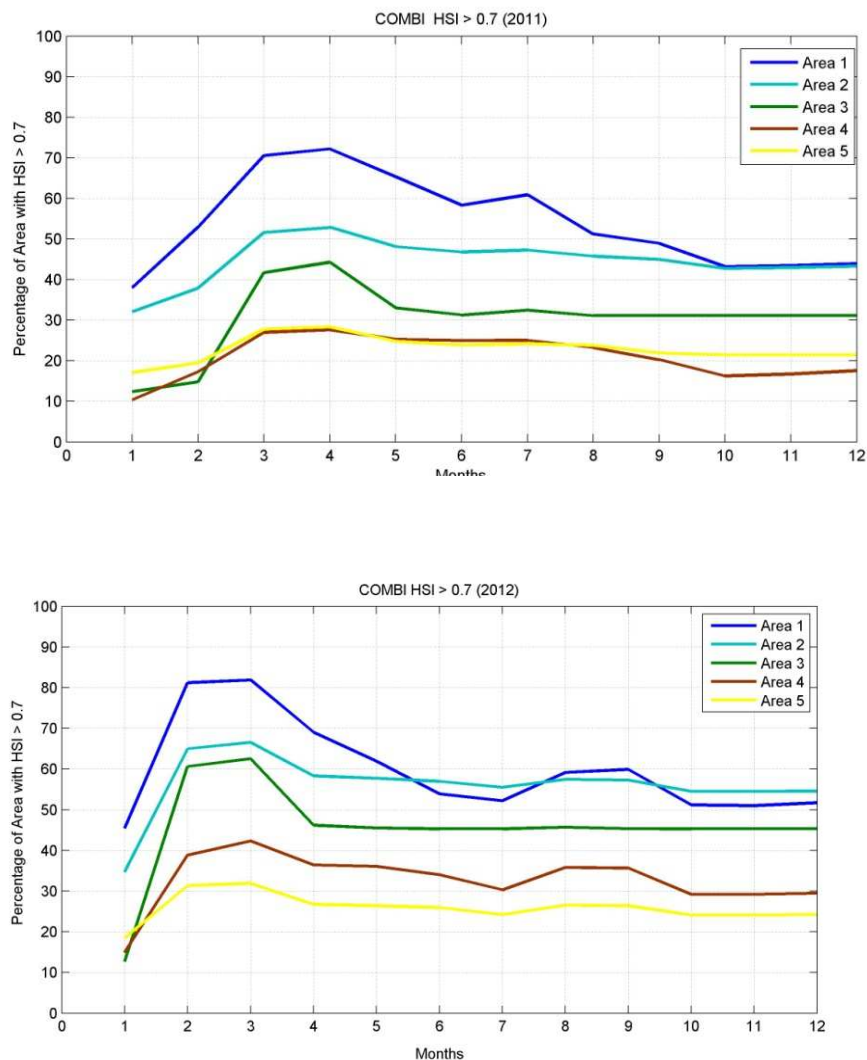 COMBI HSI > 0.7 (2011)
100
90
80
70
60
50
40
30
20
10
0
Percentage of Area with HSI > 0.7
Area 1
Area 2
Area 3
Area 4
Area 5
0 1 2 3 4 5 6 7 8 9 10 11 12
Months
COMBI HSI > 0.7 (2012)
100
90
80
70
60
50
40
30
20
10
0
Percentage of Area with HSI > 0.7
Area 1
Area 2
Area 3
Area 4
Area 5
0 1 2 3 4 5 6 7 8 9 10 11 12
Months